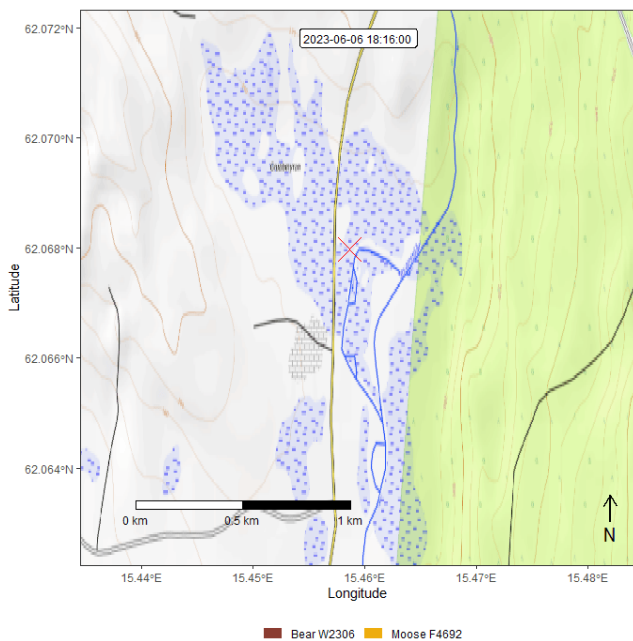 2023-06-06 18:16:00
62.072°N
62.070°N
62.068°N
62.066°N
62.064°N
Latitude
0 km
0.5 km
1 km
N
15.44°E
15.45°E
15.46°E
15.47°E
15.48°E
Longitude
Bear W2306
Moose F4692